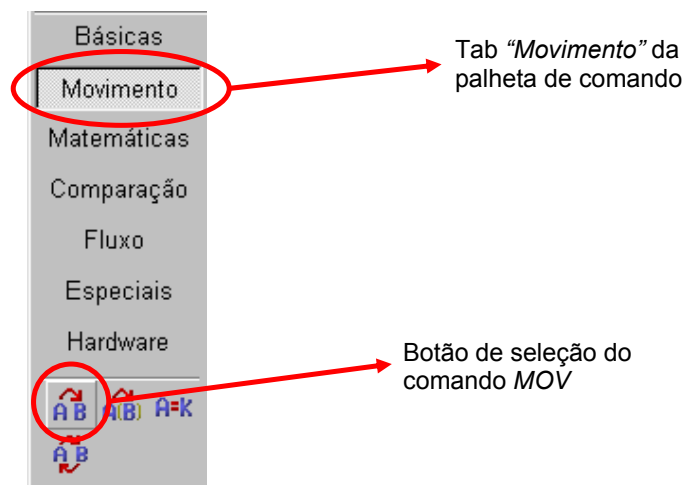 Básicas
Tab “Movimento” da
palheta de comando
Movimento
Matemáticas
Comparação
Fluxo
Especiais
Hardware
Botão de seleção do
comando MOV
A B A(B) A=K
A B